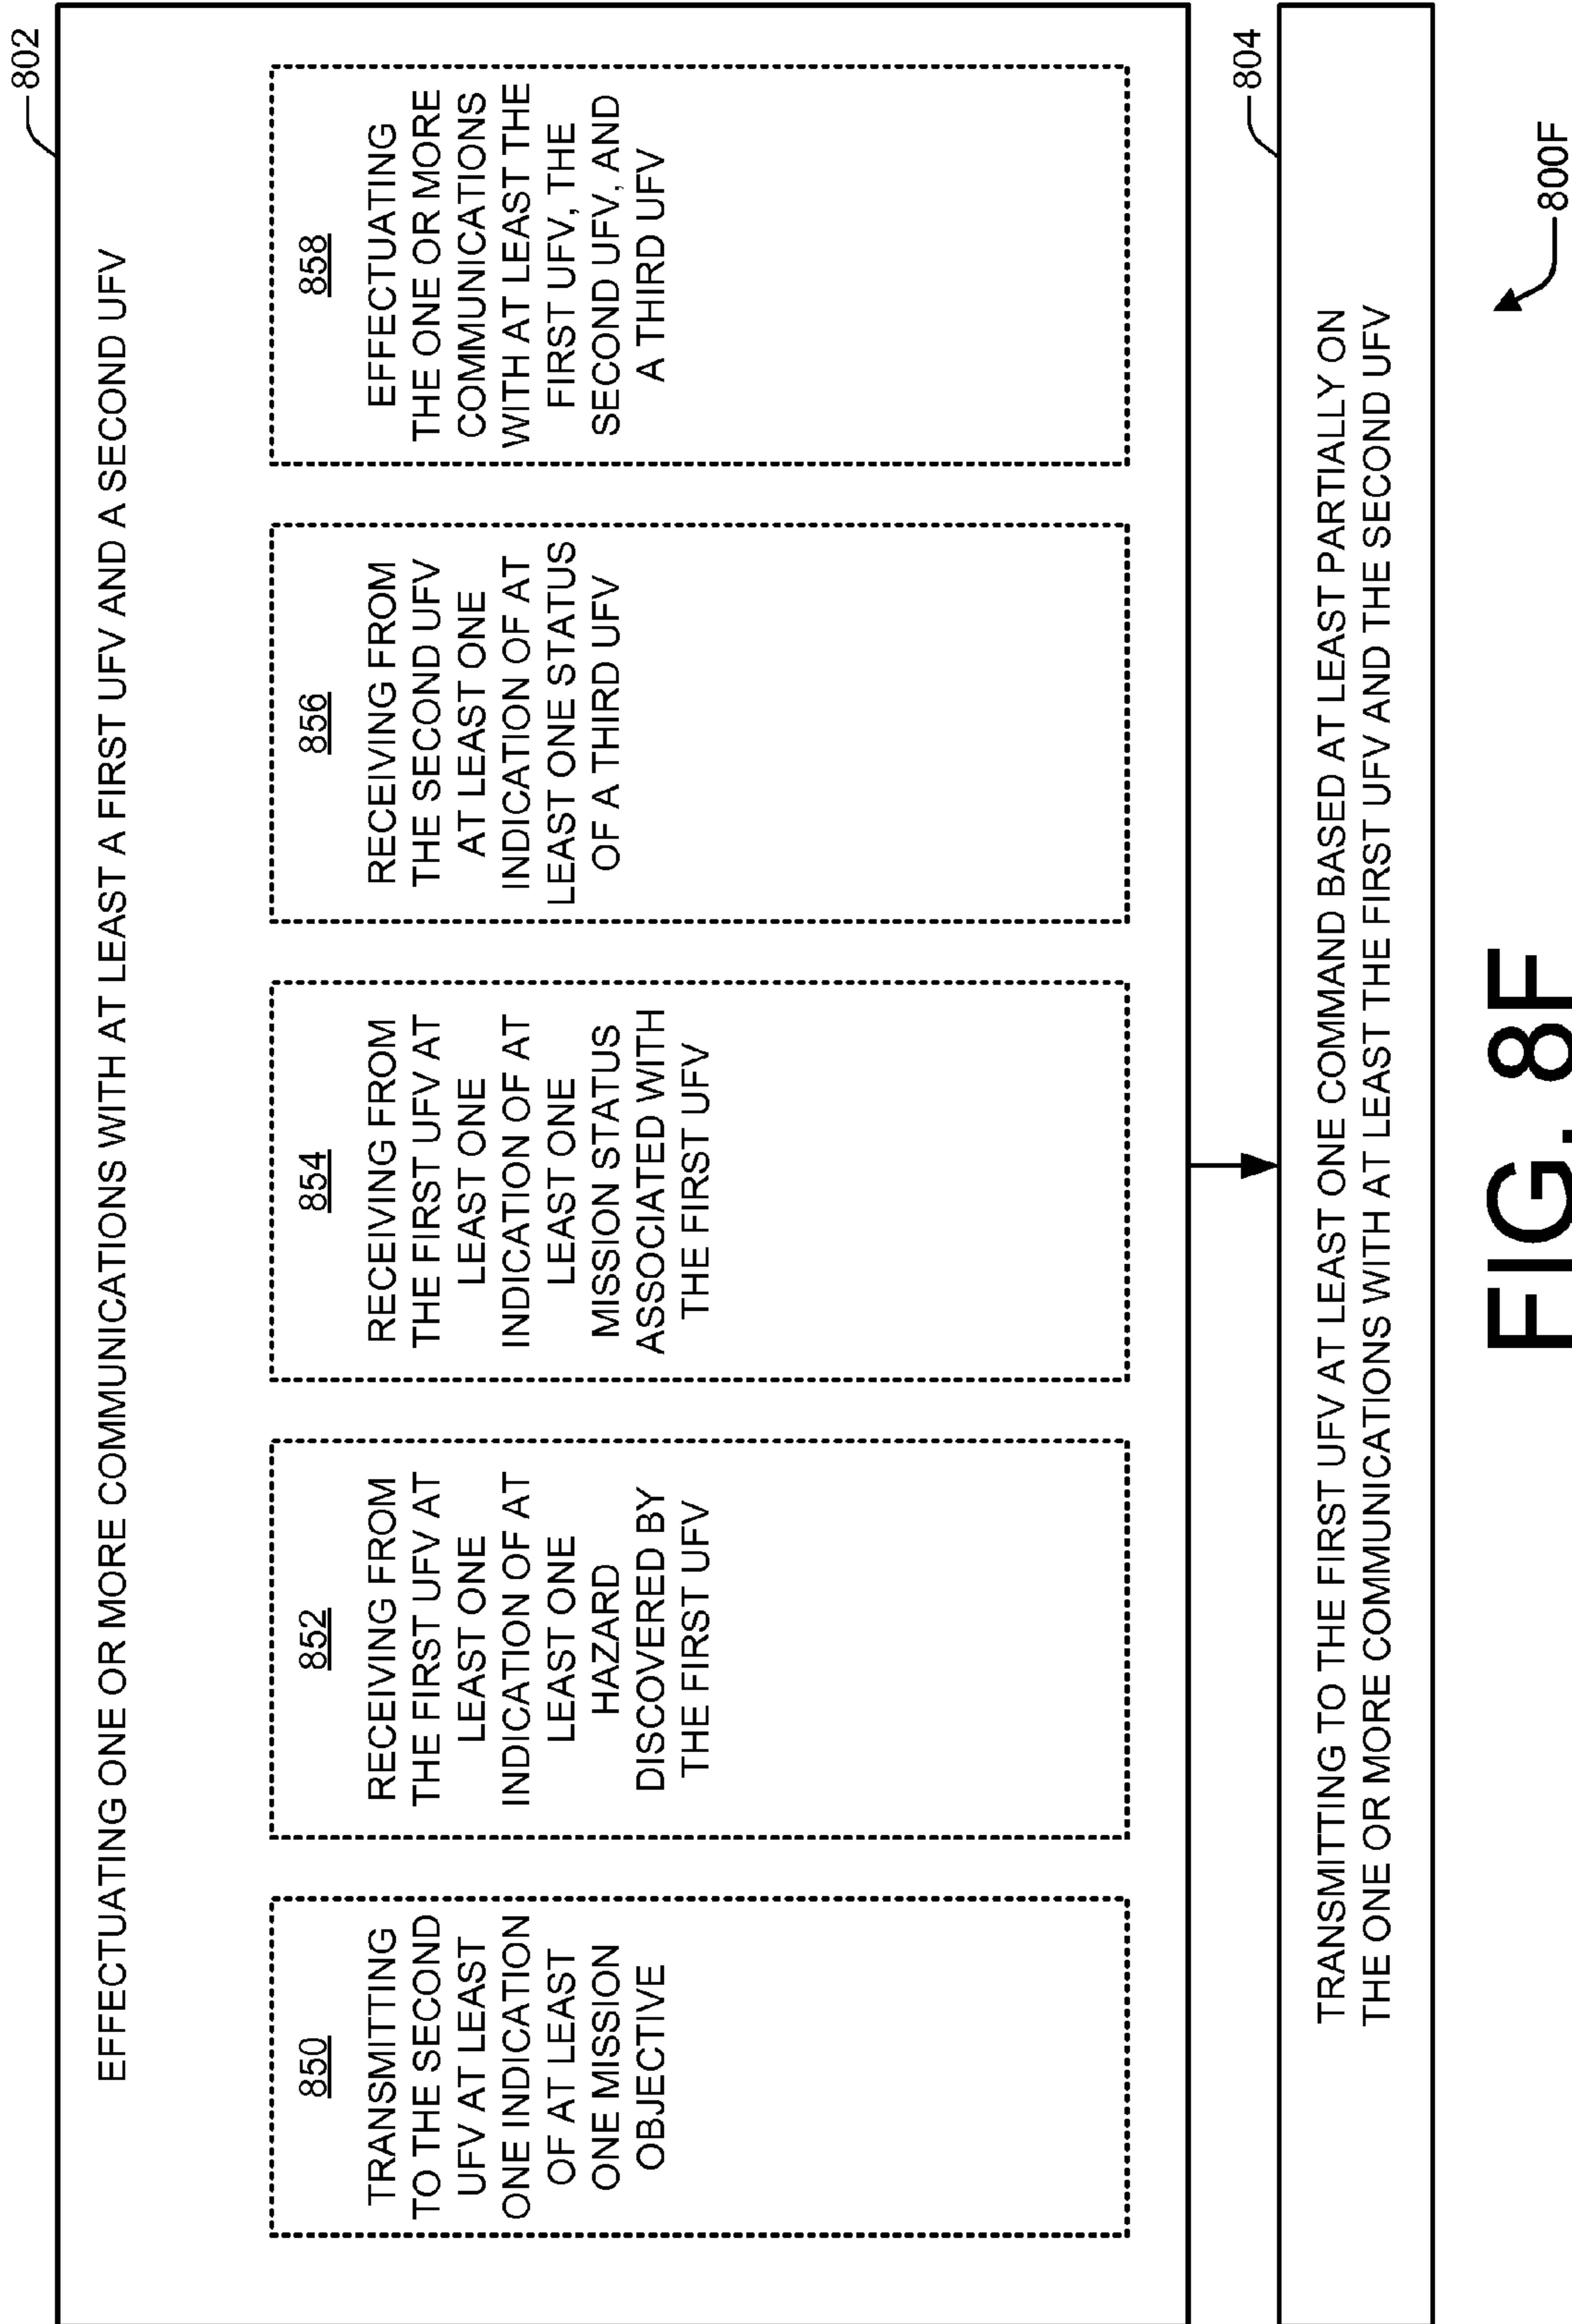 802
EFFECTUATING ONE OR MORE COMMUNICATIONS WITH AT LEAST A FIRST UFV AND A SECOND UFV
850
TRANSMITTING
TO THE SECOND
UFV AT LEAST
ONE INDICATION
OF AT LEAST
ONE MISSION
OBJECTIVE
852
RECEIVING FROM
THE FIRST UFV AT
LEAST ONE
INDICATION OF AT
LEAST ONE
HAZARD
DISCOVERED BY
THE FIRST UFV
854
RECEIVING FROM
THE FIRST UFV AT
LEAST ONE
INDICATION OF AT
LEAST ONE
MISSION STATUS
ASSOCIATED WITH
THE FIRST UFV
856
RECEIVING FROM
THE SECOND UFV
AT LEAST ONE
INDICATION OF AT
LEAST ONE STATUS
OF A THIRD UFV
858
EFFECTUATING
THE ONE OR MORE
COMMUNICATIONS
WITH AT LEAST THE
FIRST UFV, THE
SECOND UFV, AND
A THIRD UFV
804
TRANSMITTING TO THE FIRST UFV AT LEAST ONE COMMAND BASED AT LEAST PARTIALLY ON
THE ONE OR MORE COMMUNICATIONS WITH AT LEAST THE FIRST UFV AND THE SECOND UFV
800F
FIG. 8F